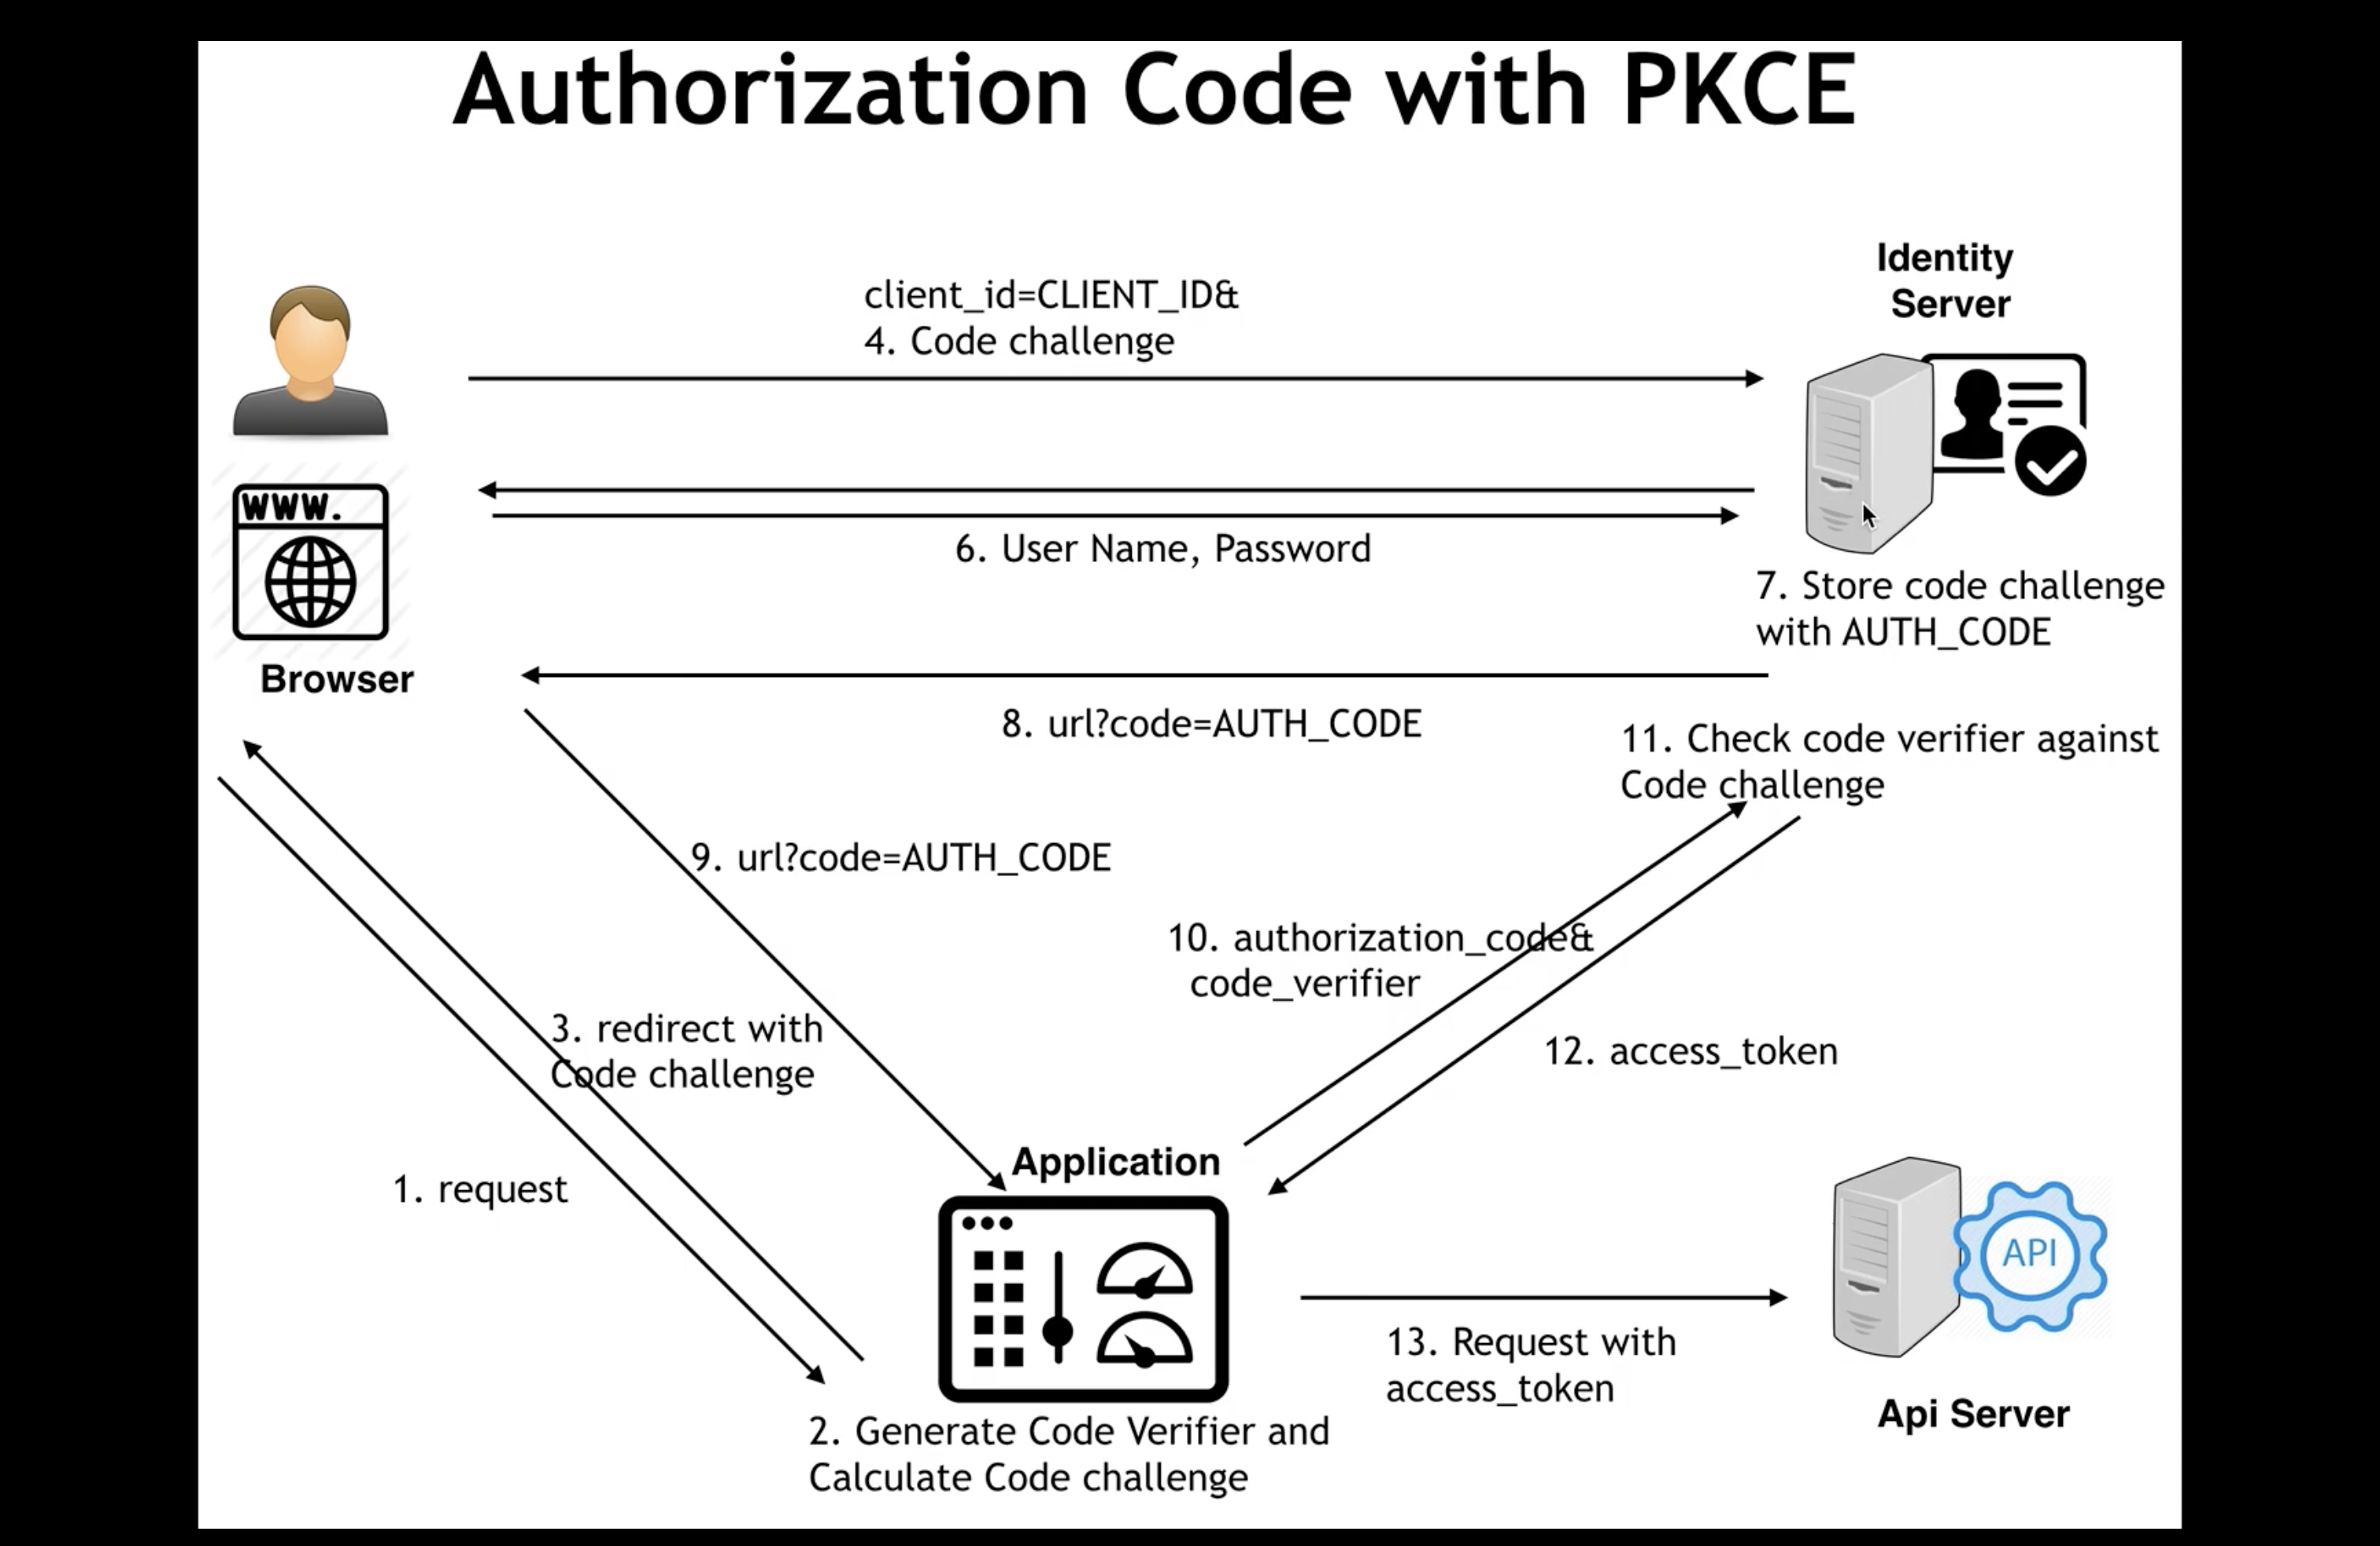 Authorization Code with PKCE
Identity
Server
client_id=CLIENT_ID&
4. Code challenge
WWW.
6. User Name, Password
7. Store code challenge
with AUTH_CODE
Browser
8. url?code=AUTH_CODE
11. Check code verifier against
Code challenge
9. url?code=AUTH_CODE
10. authorization_code&
code_verifier
3. redirect with
Code challenge
12. access_token
Application
1. request
API
13. Request with
access_token
Api Server
2. Generate Code Verifier and
Calculate Code challenge